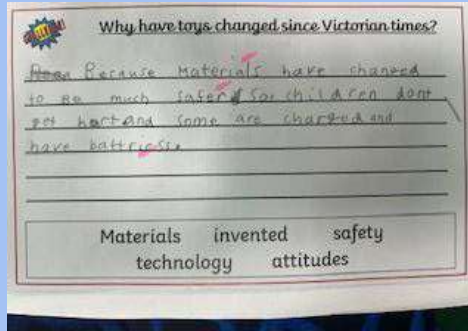 Why have toys changed since Victorian times?
Because Materials have changed
to Be much safer so children dont
get hert and some are charged and
have battriess.
Materials invented safety
technology attitudes